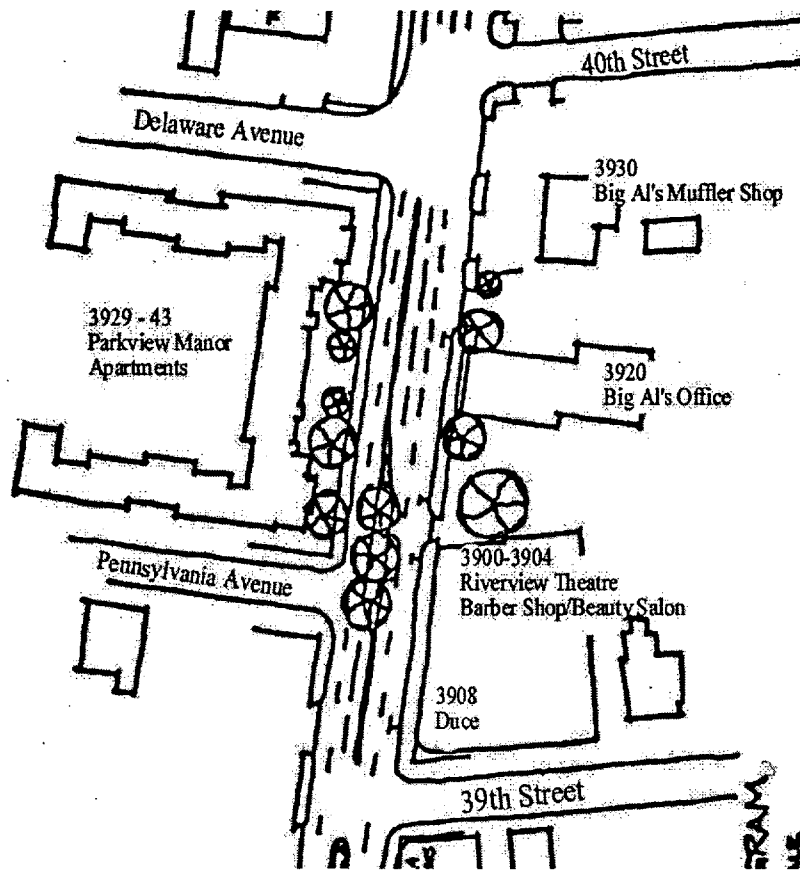 40th Street
Delaware Avenue
3930
Big Al's Muffler Shop
3929 - 43
Parkview Manor
Apartments
3920
Big Al's Office
Pennsylvania Avenue
3900-3904
Riverview Theatre
Barber Shop/Beauty Salon
3908
Duce
39th Street